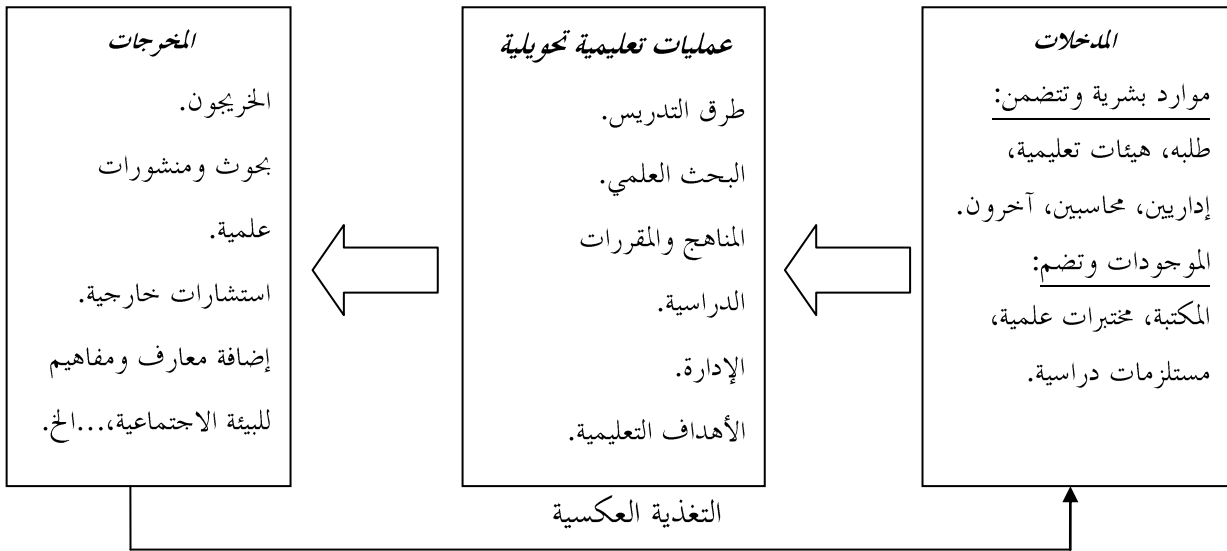 المدخلات
موارد بشرية وتتضمن:
طلبه، هيئات تعليمية،
إداريين، محاسبين، آخرون.
الموجودات وتضم:
المكتبة، مختبرات علمية،
مستلزمات دراسية.
عمليات تعليمية تحويلية
طرق التدريس.
البحث العلمي.
المناهج والمقررات
الدراسية.
الإدارة.
الأهداف التعليمية.
المخرجات
الخريجون.
بحوث ومنشورات
علمية.
استشارات خارجية.
إضافة معارف ومفاهيم
للبيئة الاجتماعية،...الخ.
التغذية العكسية